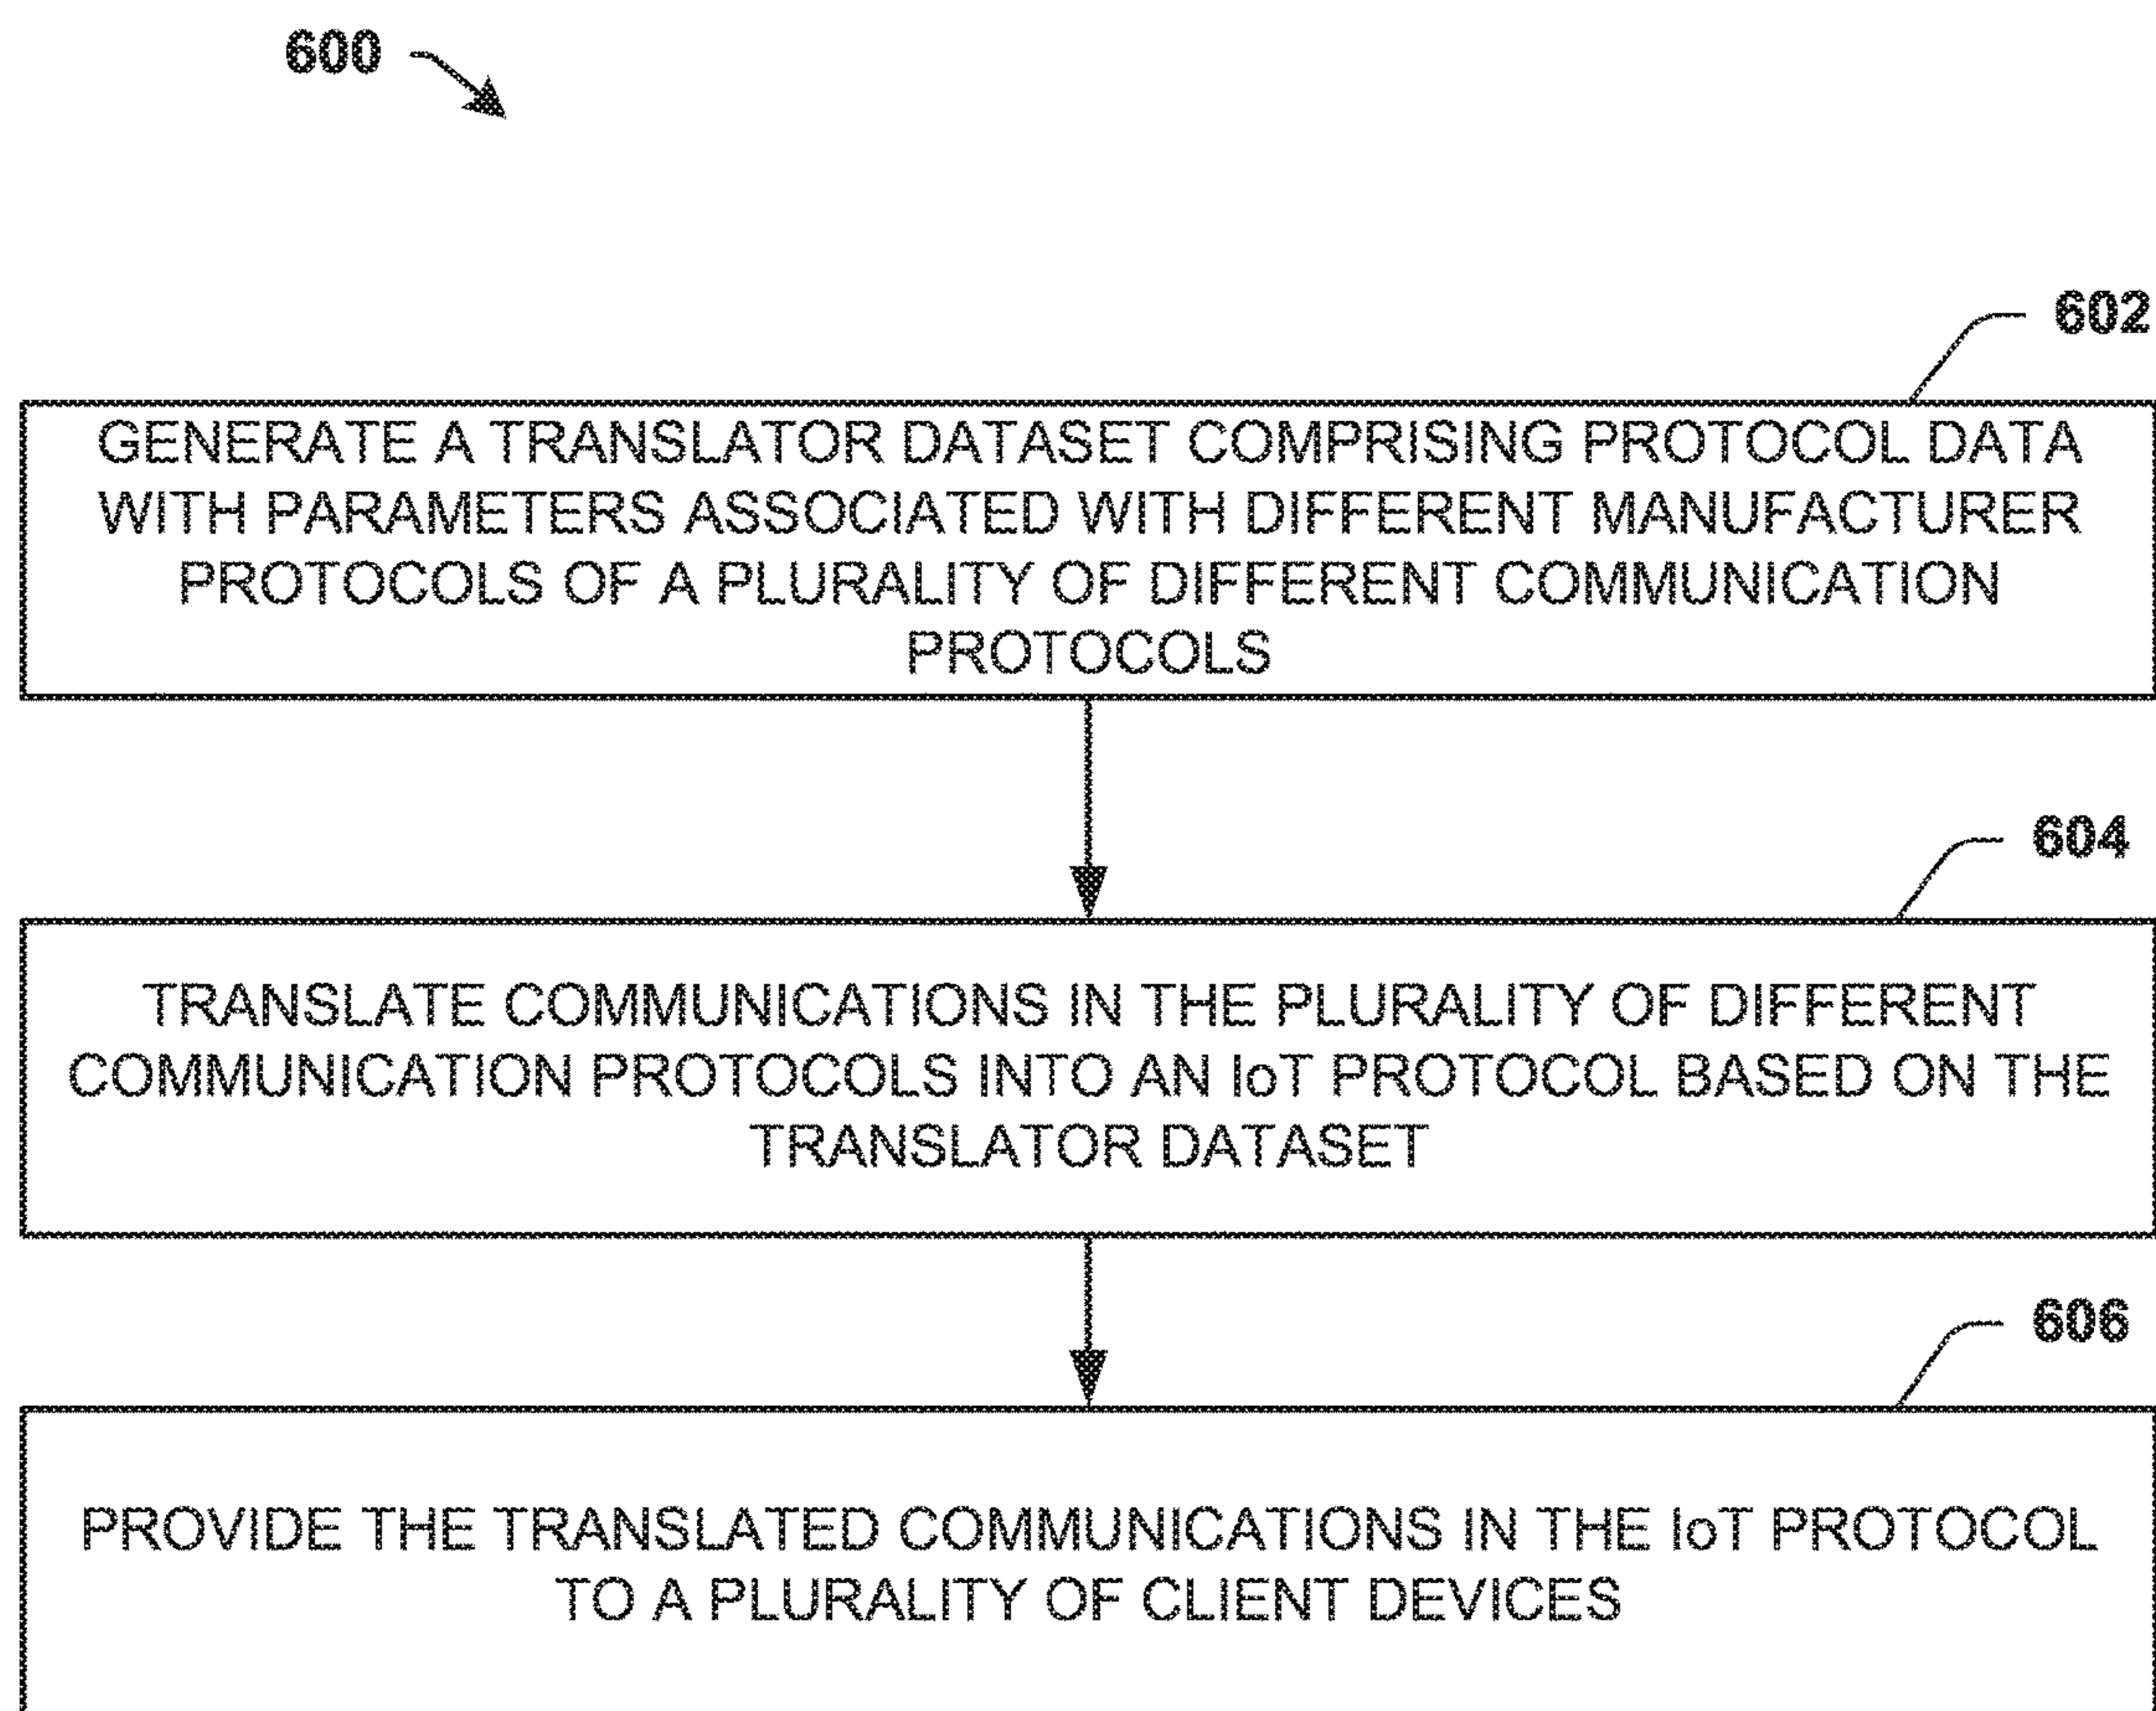 600
602
GENERATE A TRANSLATOR DATASET COMPRISING PROTOCOL DATA
WITH PARAMETERS ASSOCIATED WITH DIFFERENT MANUFACTURER
PROTOCOLS OF A PLURALITY OF DIFFERENT COMMUNICATION
PROTOCOLS
604
TRANSLATE COMMUNICATIONS IN THE PLURALITY OF DIFFERENT
COMMUNICATION PROTOCOLS INTO AN IoT PROTOCOL BASED ON THE
TRANSLATOR DATASET
606
PROVIDE THE TRANSLATED COMMUNICATIONS IN THE IoT PROTOCOL
TO A PLURALITY OF CLIENT DEVICES